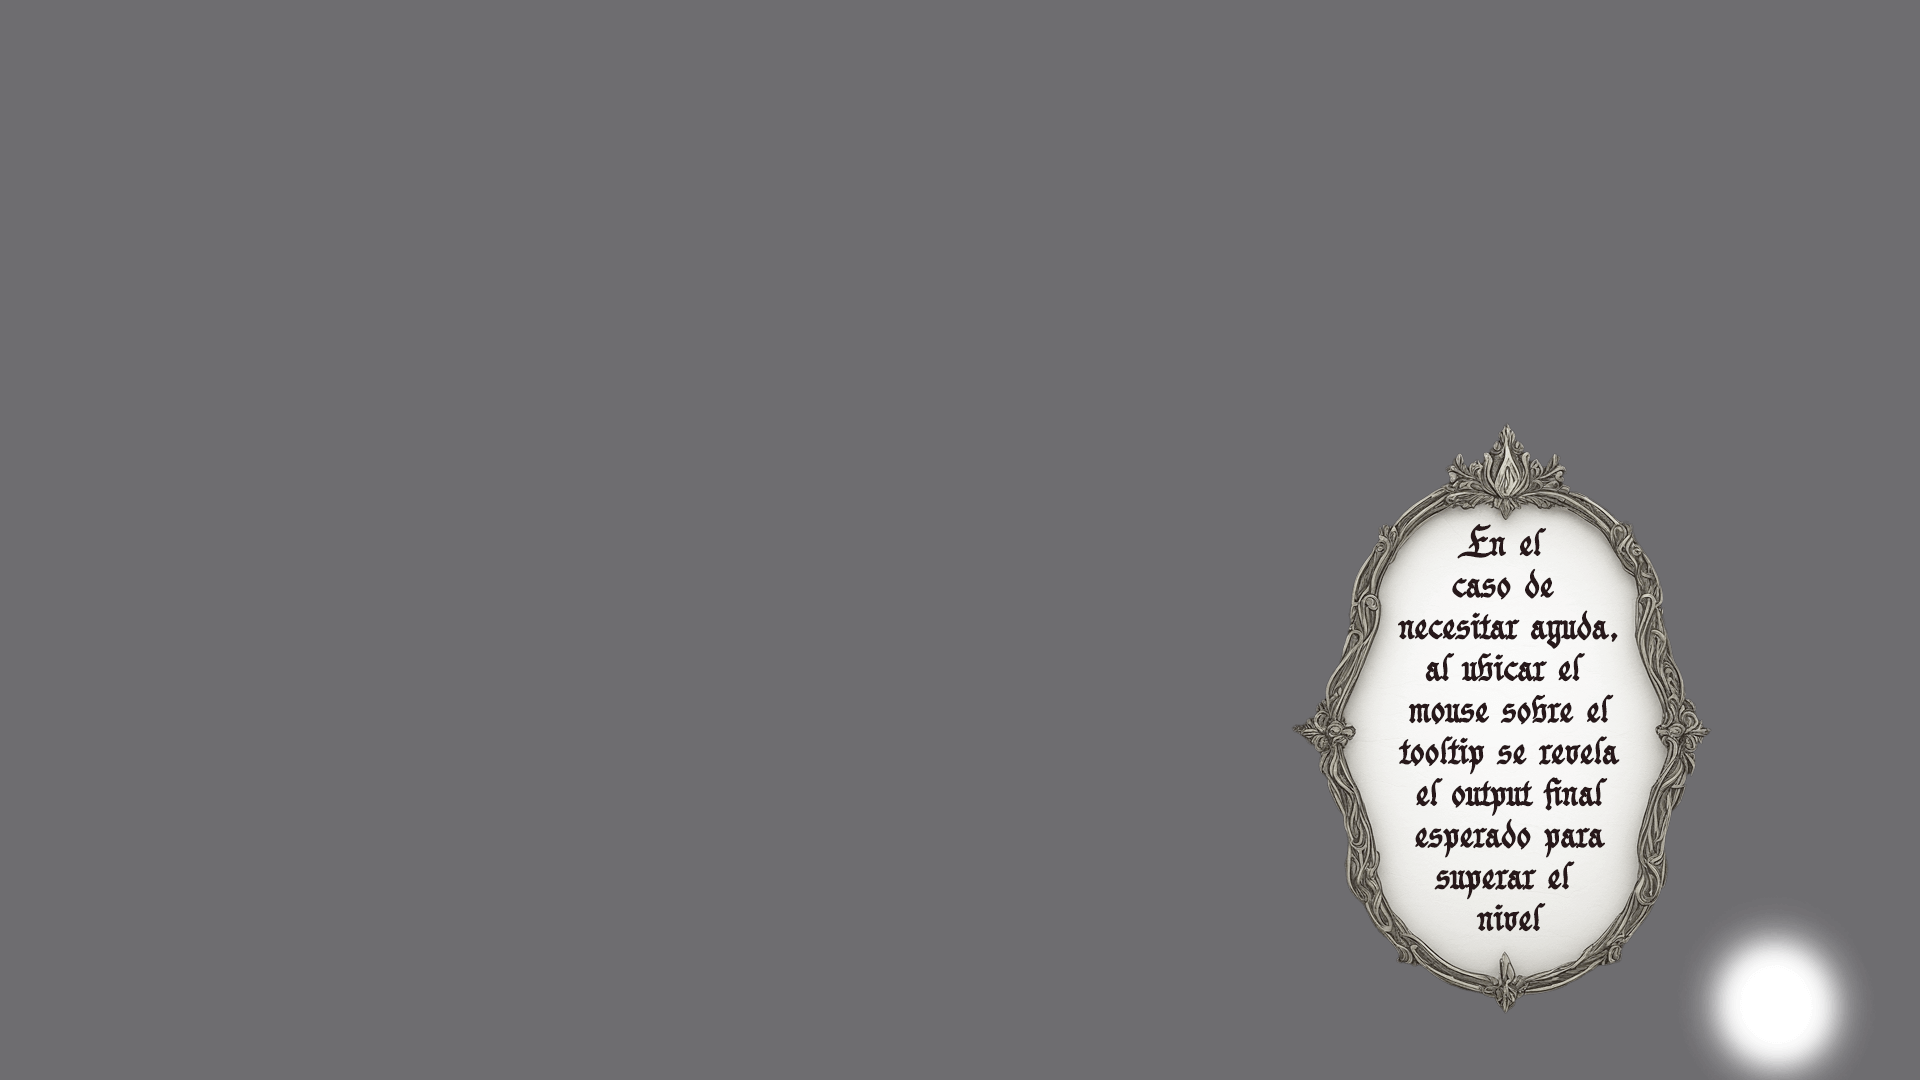 En el
caso de
necesitar ayuda,
al ubicar el
mouse sobre el
tooltip se revela
el output final
esperado para
superar el
nivel